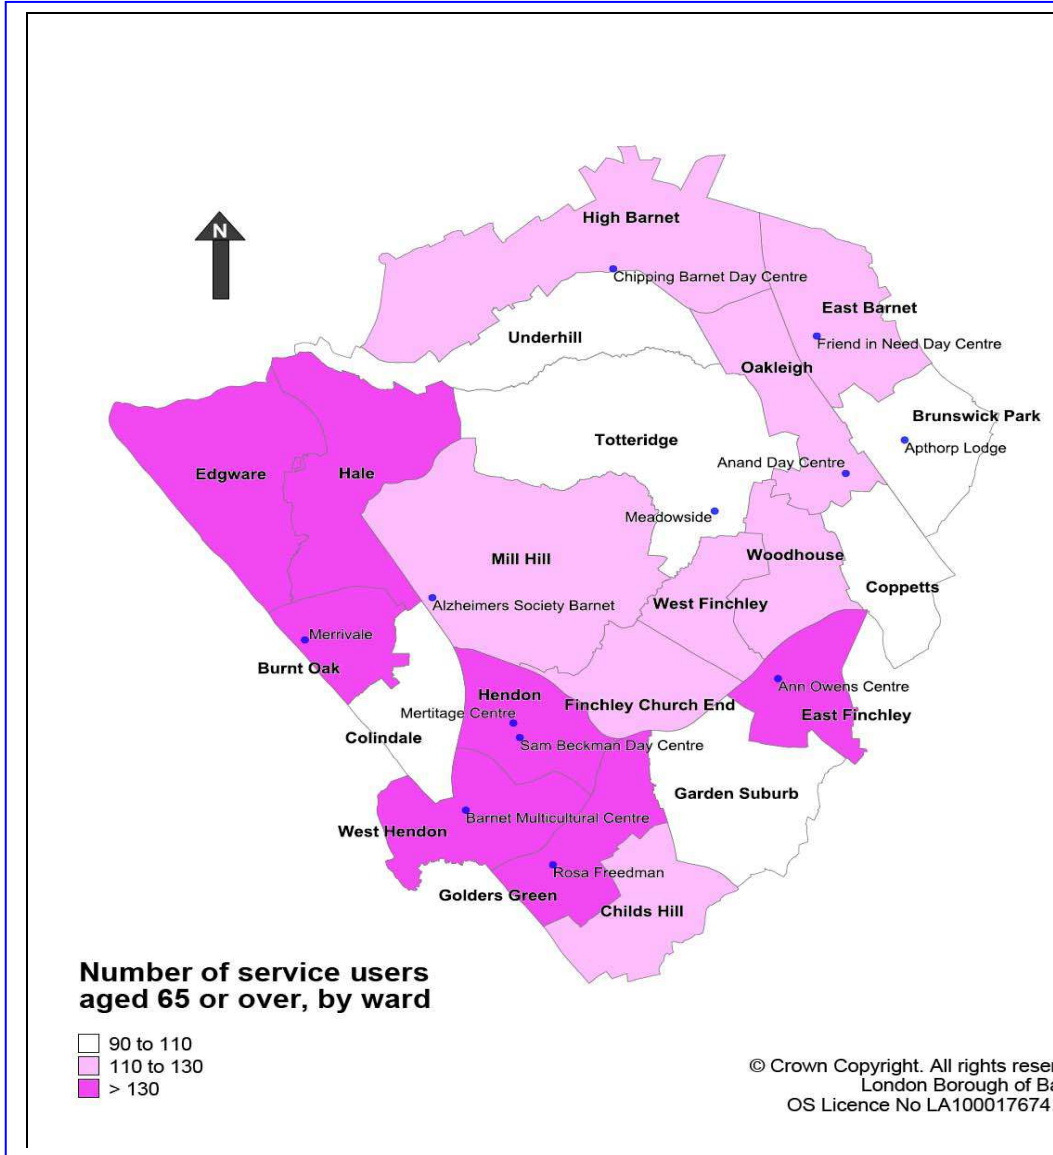 N
High Barnet
Chipping Barnet Day Centre
East Barnet
Underhill
Friend in Need Day Centre
Oakleigh
Brunswick Park
Totteridge
Apthorp Lodge
Anand Day Centre
Edgware
Hale
Meadowside
Woodhouse
Mill Hill
Coppetts
West Finchley
Alzheimers Society Barnet
Merrivale
Burnt Oak
Ann Owens Centre
Hendon
Finchley Church End
Mertitage Centre
East Finchley
Colindale
Sam Beckman Day Centre
Garden Suburb
Barnet Multicultural Centre
West Hendon
Rosa Freedman
Golders Green
Childs Hill
Number of service users
aged 65 or over, by ward
90 to 110
110 to 130
> 130
© Crown Copyright. All rights reser
London Borough of Ba
OS Licence No LA100017674